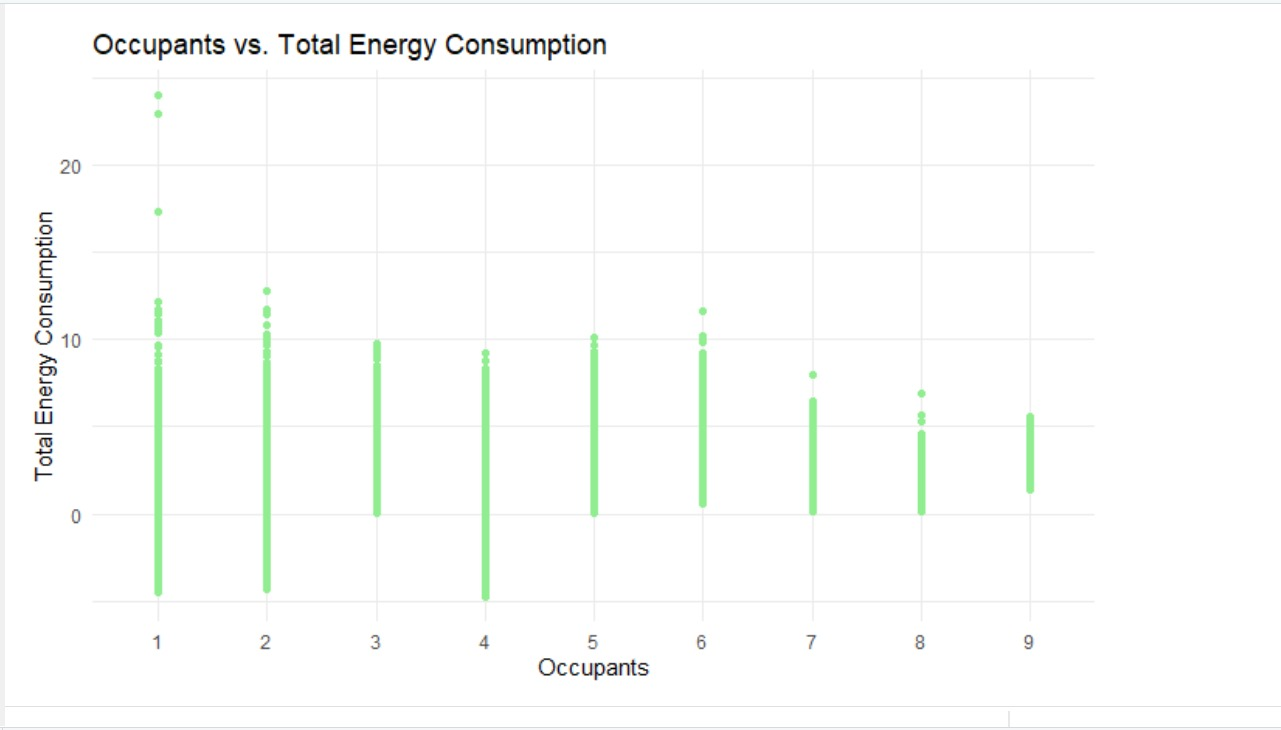 Occupants vs. Total Energy Consumption
Total Energy Consumption
20
10
0
1 2 3 4 5 6 7 8 9
Occupants